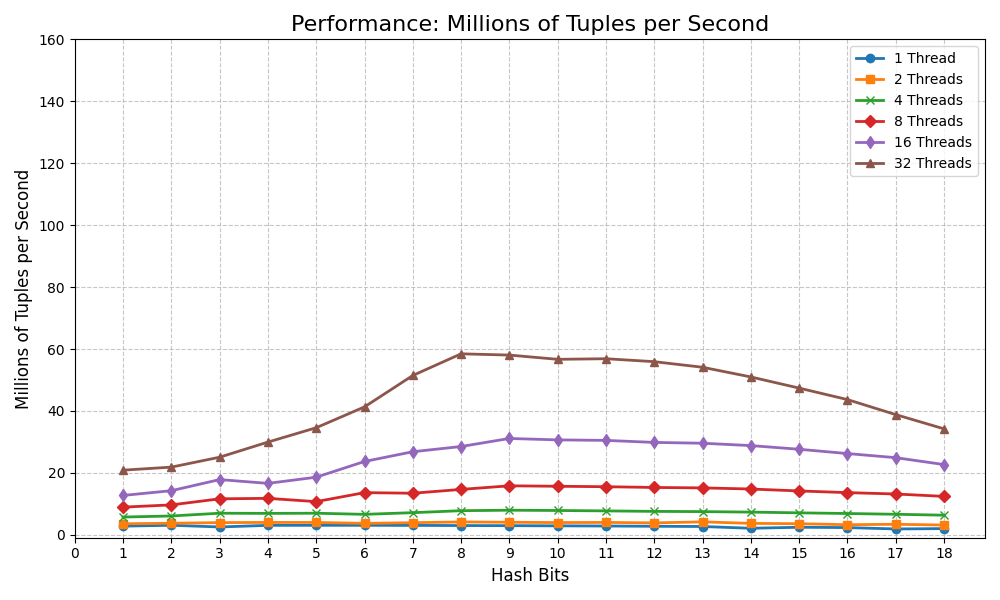 Performance: Millions of Tuples per Second
Millions of Tuples per Second
160
140
120
100
80
60
40
20
0
0 1 2 3 4 5 6 7 8 9 10 11 12 13 14 15 16 17 18
Hash Bits
1 Thread
2 Threads
4 Threads
8 Threads
16 Threads
32 Threads